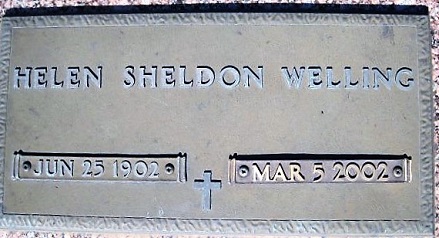 HELEN SHELDON WELLING
JUN 25 1902 MAR 5 2002